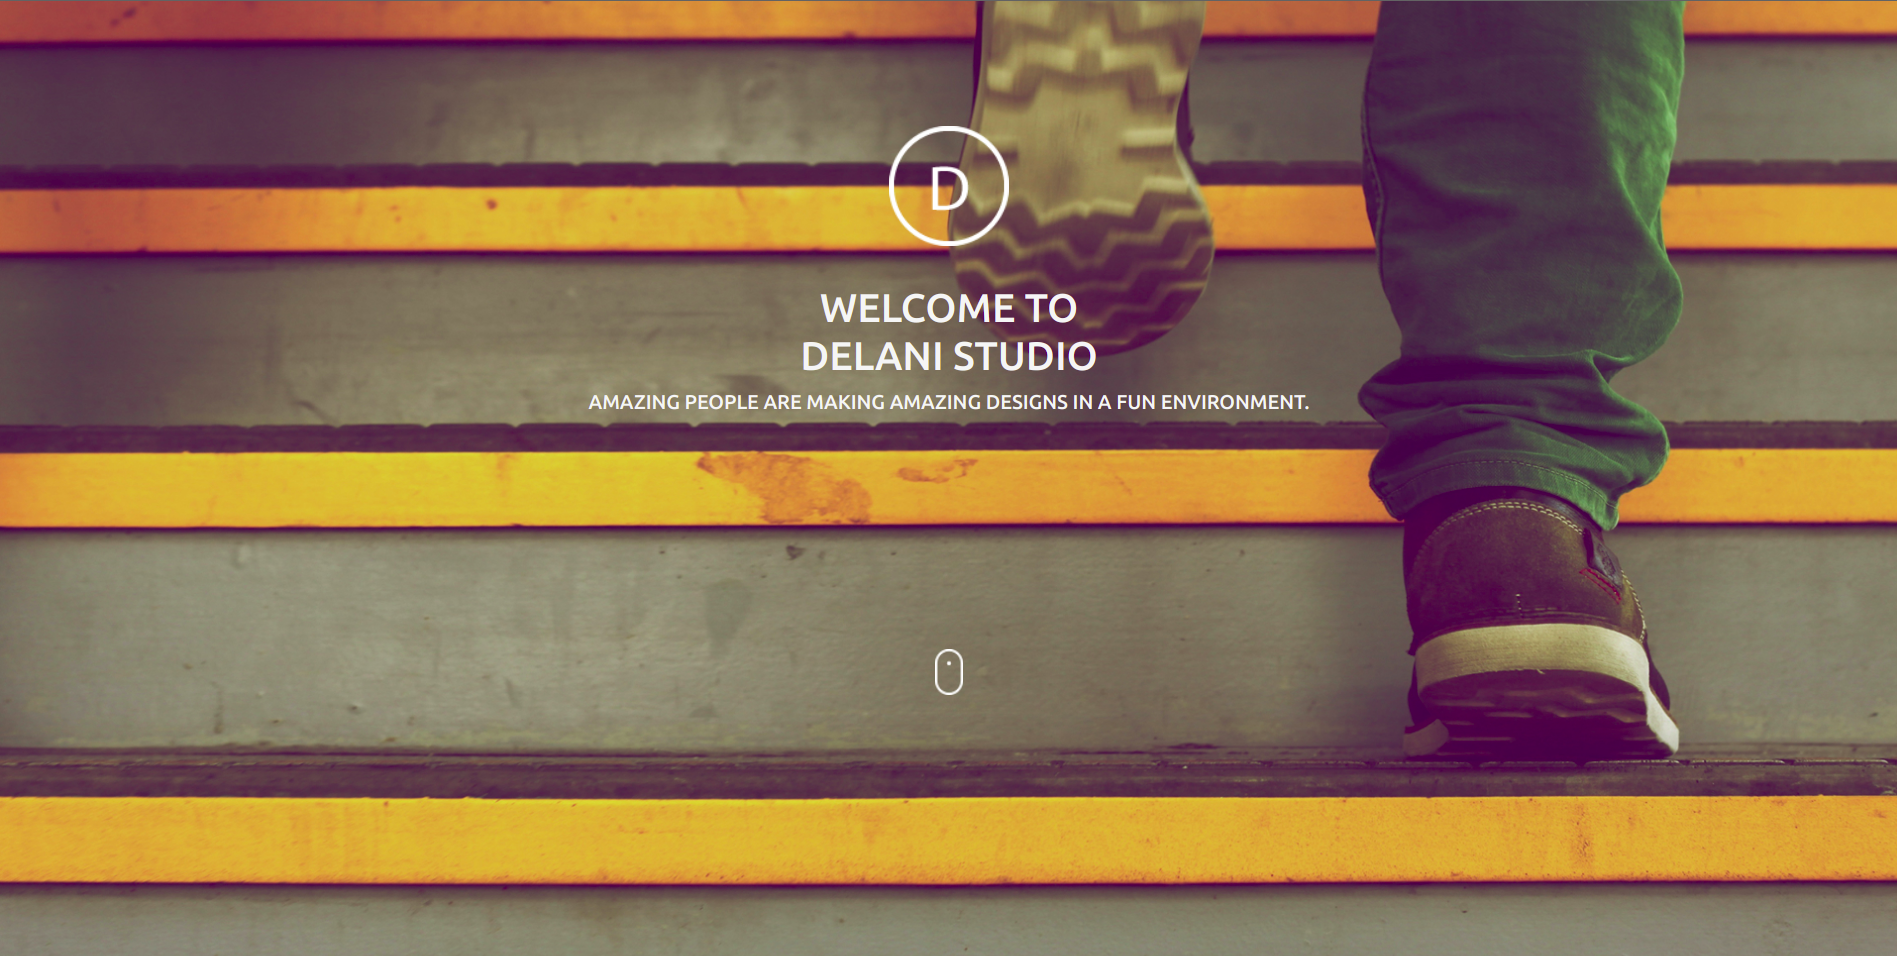 D
WELCOME TO
DELANI STUDIO
AMAZING PEOPLE ARE MAKING AMAZING DESIGNS IN A FUN ENVIRONMENT.